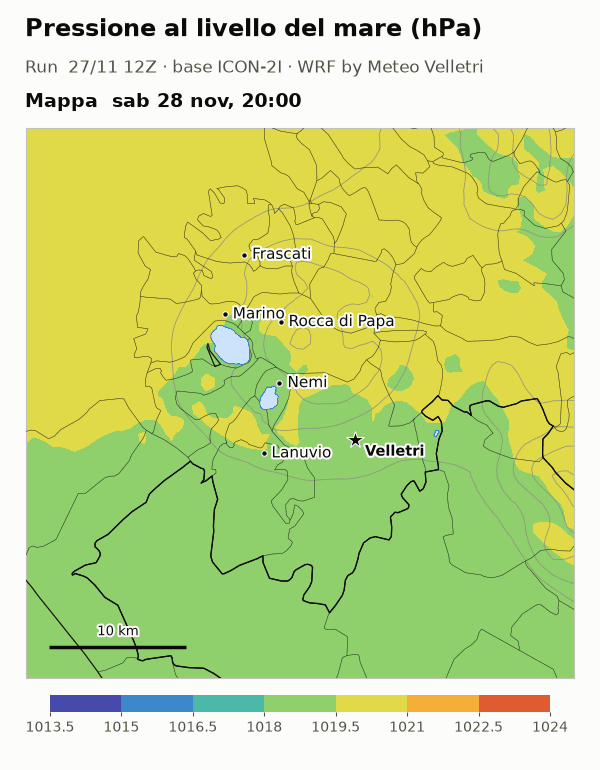 Pressione al livello del mare (hPa)
Run  27/11 12Z · base ICON-2I · WRF by Meteo Velletri
Mappa  sab 28 nov, 20:00
Frascati
Marino
Rocca di Papa
Nemi
Velletri
Lanuvio
10 km
1013.5 1015 1016.5 1018 1019.5 1021 1022.5 1024